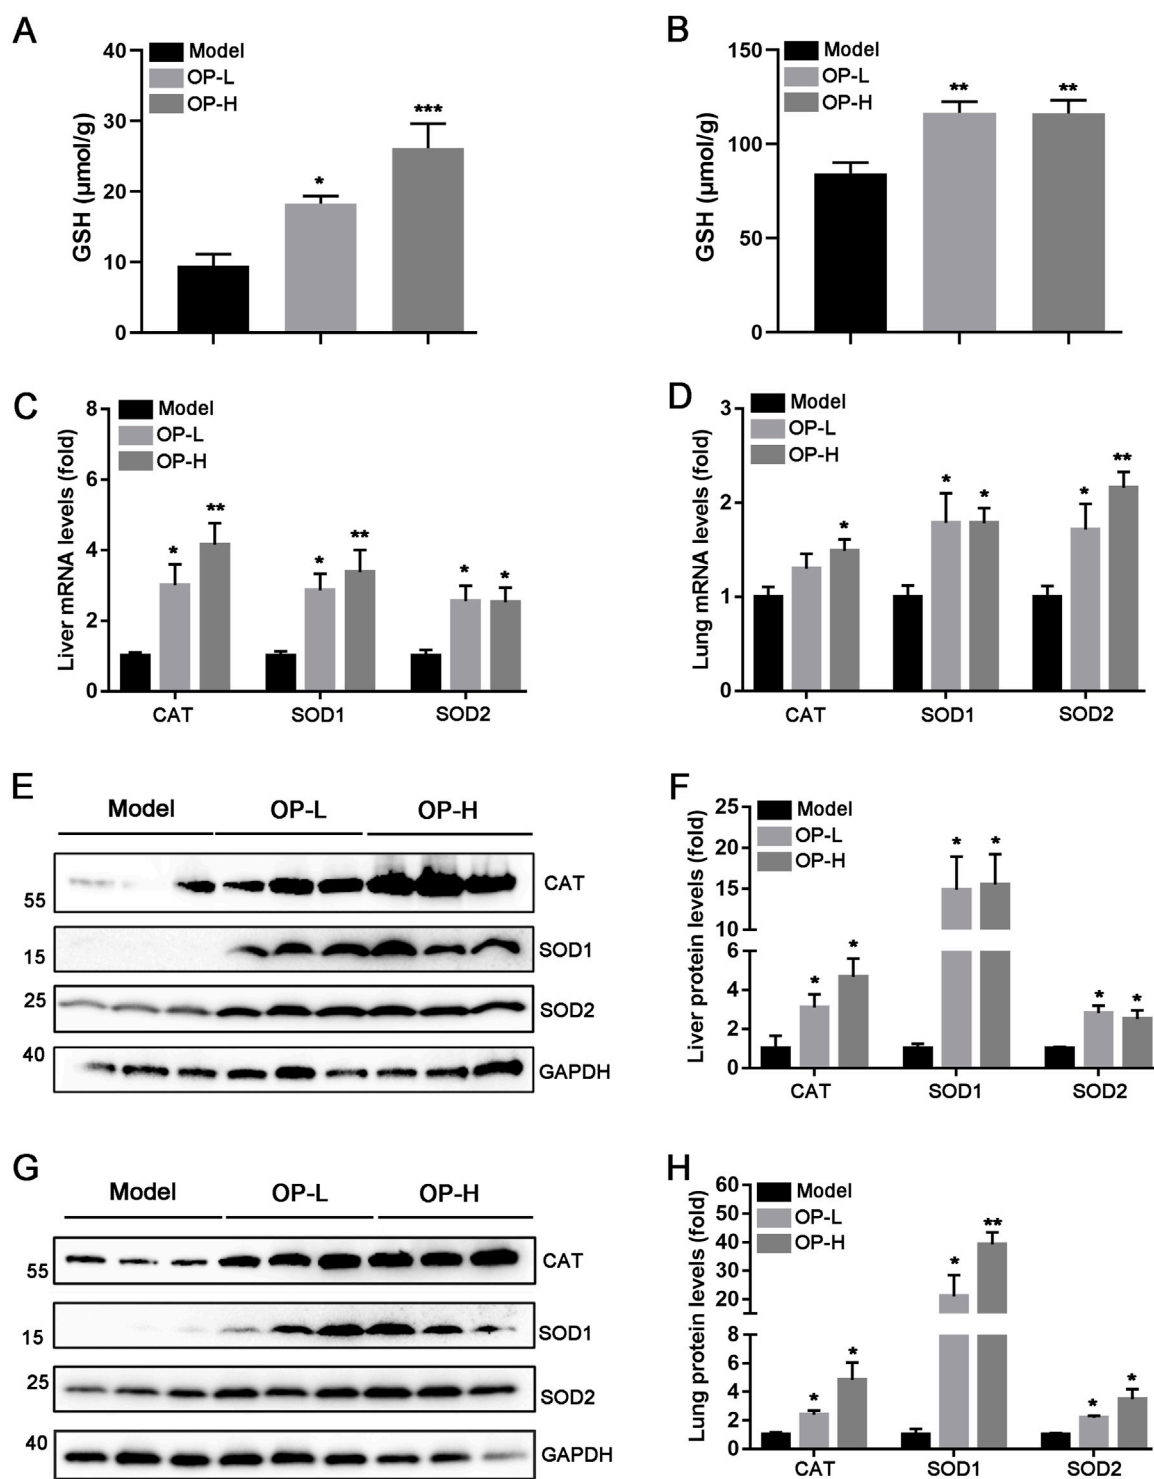 A
GSH (μmol/g)
40
30
20
10
0
Model
OP-L
OP-H
*
***
B
GSH (μmol/g)
150
100
50
0
Model
OP-L
OP-H
**
**
C
Liver mRNA levels (fold)
8
6
4
2
0
Model
OP-L
OP-H
*
**
*
**
*
*
CAT
SOD1
SOD2
D
Lung mRNA levels (fold)
3
2
1
0
Model
OP-L
OP-H
*
*
*
*
**
CAT
SOD1
SOD2
E
Model
OP-L
OP-H
55
CAT
15
SOD1
25
SOD2
40
GAPDH
F
Liver protein levels (fold)
25
20
15
10
6
4
2
0
Model
OP-L
OP-H
*
*
*
*
*
*
CAT
SOD1
SOD2
G
Model
OP-L
OP-H
55
CAT
15
SOD1
25
SOD2
40
GAPDH
H
Lung protein levels (fold)
60
50
40
30
20
8
6
4
2
0
Model
OP-L
OP-H
*
*
*
**
*
*
CAT
SOD1
SOD2